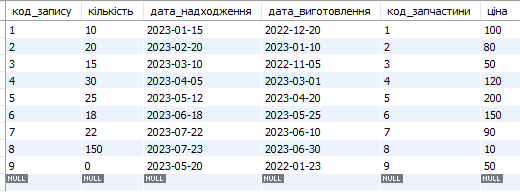 код_запису кількість дата_надходження дата_виготовлення код_запчастини ціна
1 10 2023-01-15 2022-12-20 1 100
2 20 2023-02-20 2023-01-10 2 80
3 15 2023-03-10 2022-11-05 3 50
4 30 2023-04-05 2023-03-01 4 120
5 25 2023-05-12 2023-04-20 5 200
6 18 2023-06-18 2023-05-25 6 150
7 22 2023-07-22 2023-06-10 7 90
8 150 2023-07-23 2023-06-30 8 10
9 0 2023-05-20 2022-01-23 9 50
NULL NULL NULL NULL NULL NULL